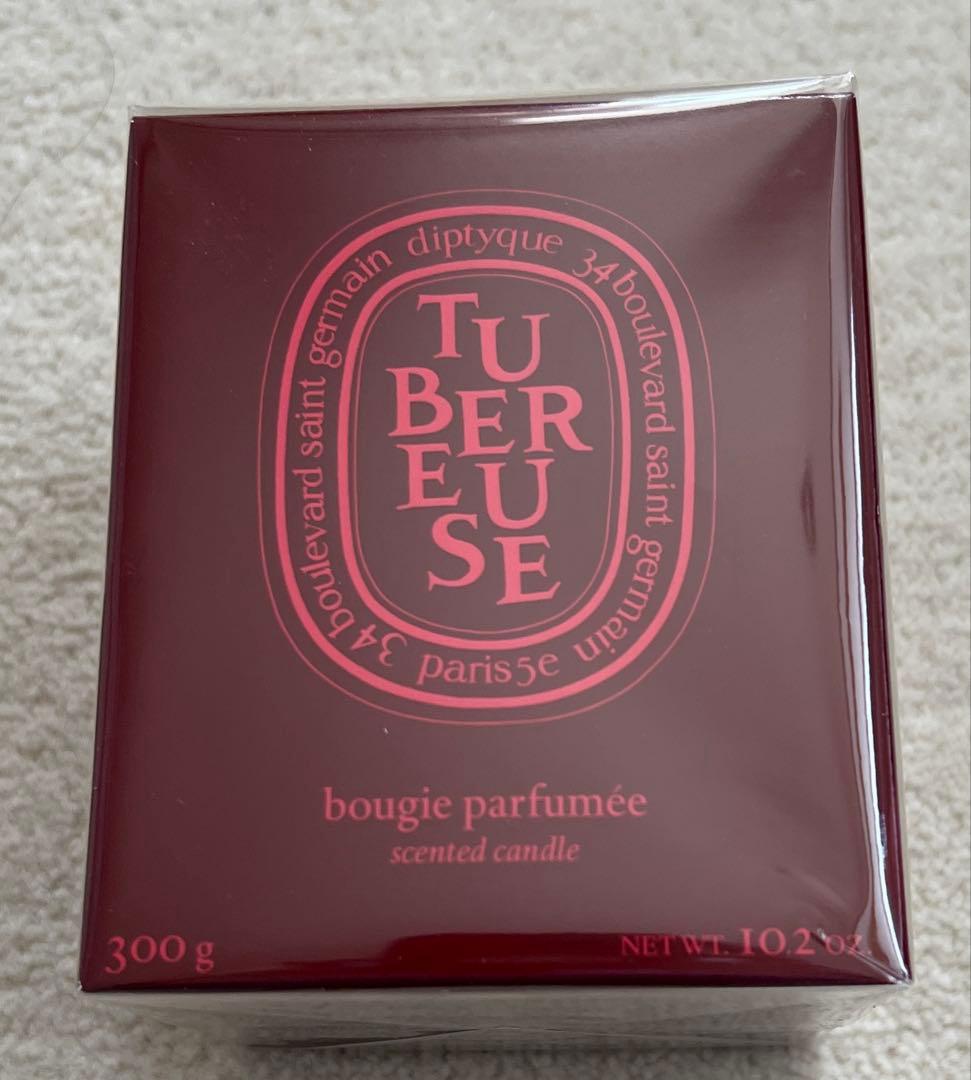 diptyque 34 boulevard saint germain paris 5e 34 boulevard saint germain
TU
BER
EU
SE
bougie parfumée
scented candle
300 g
NET WT. 10.2 oz